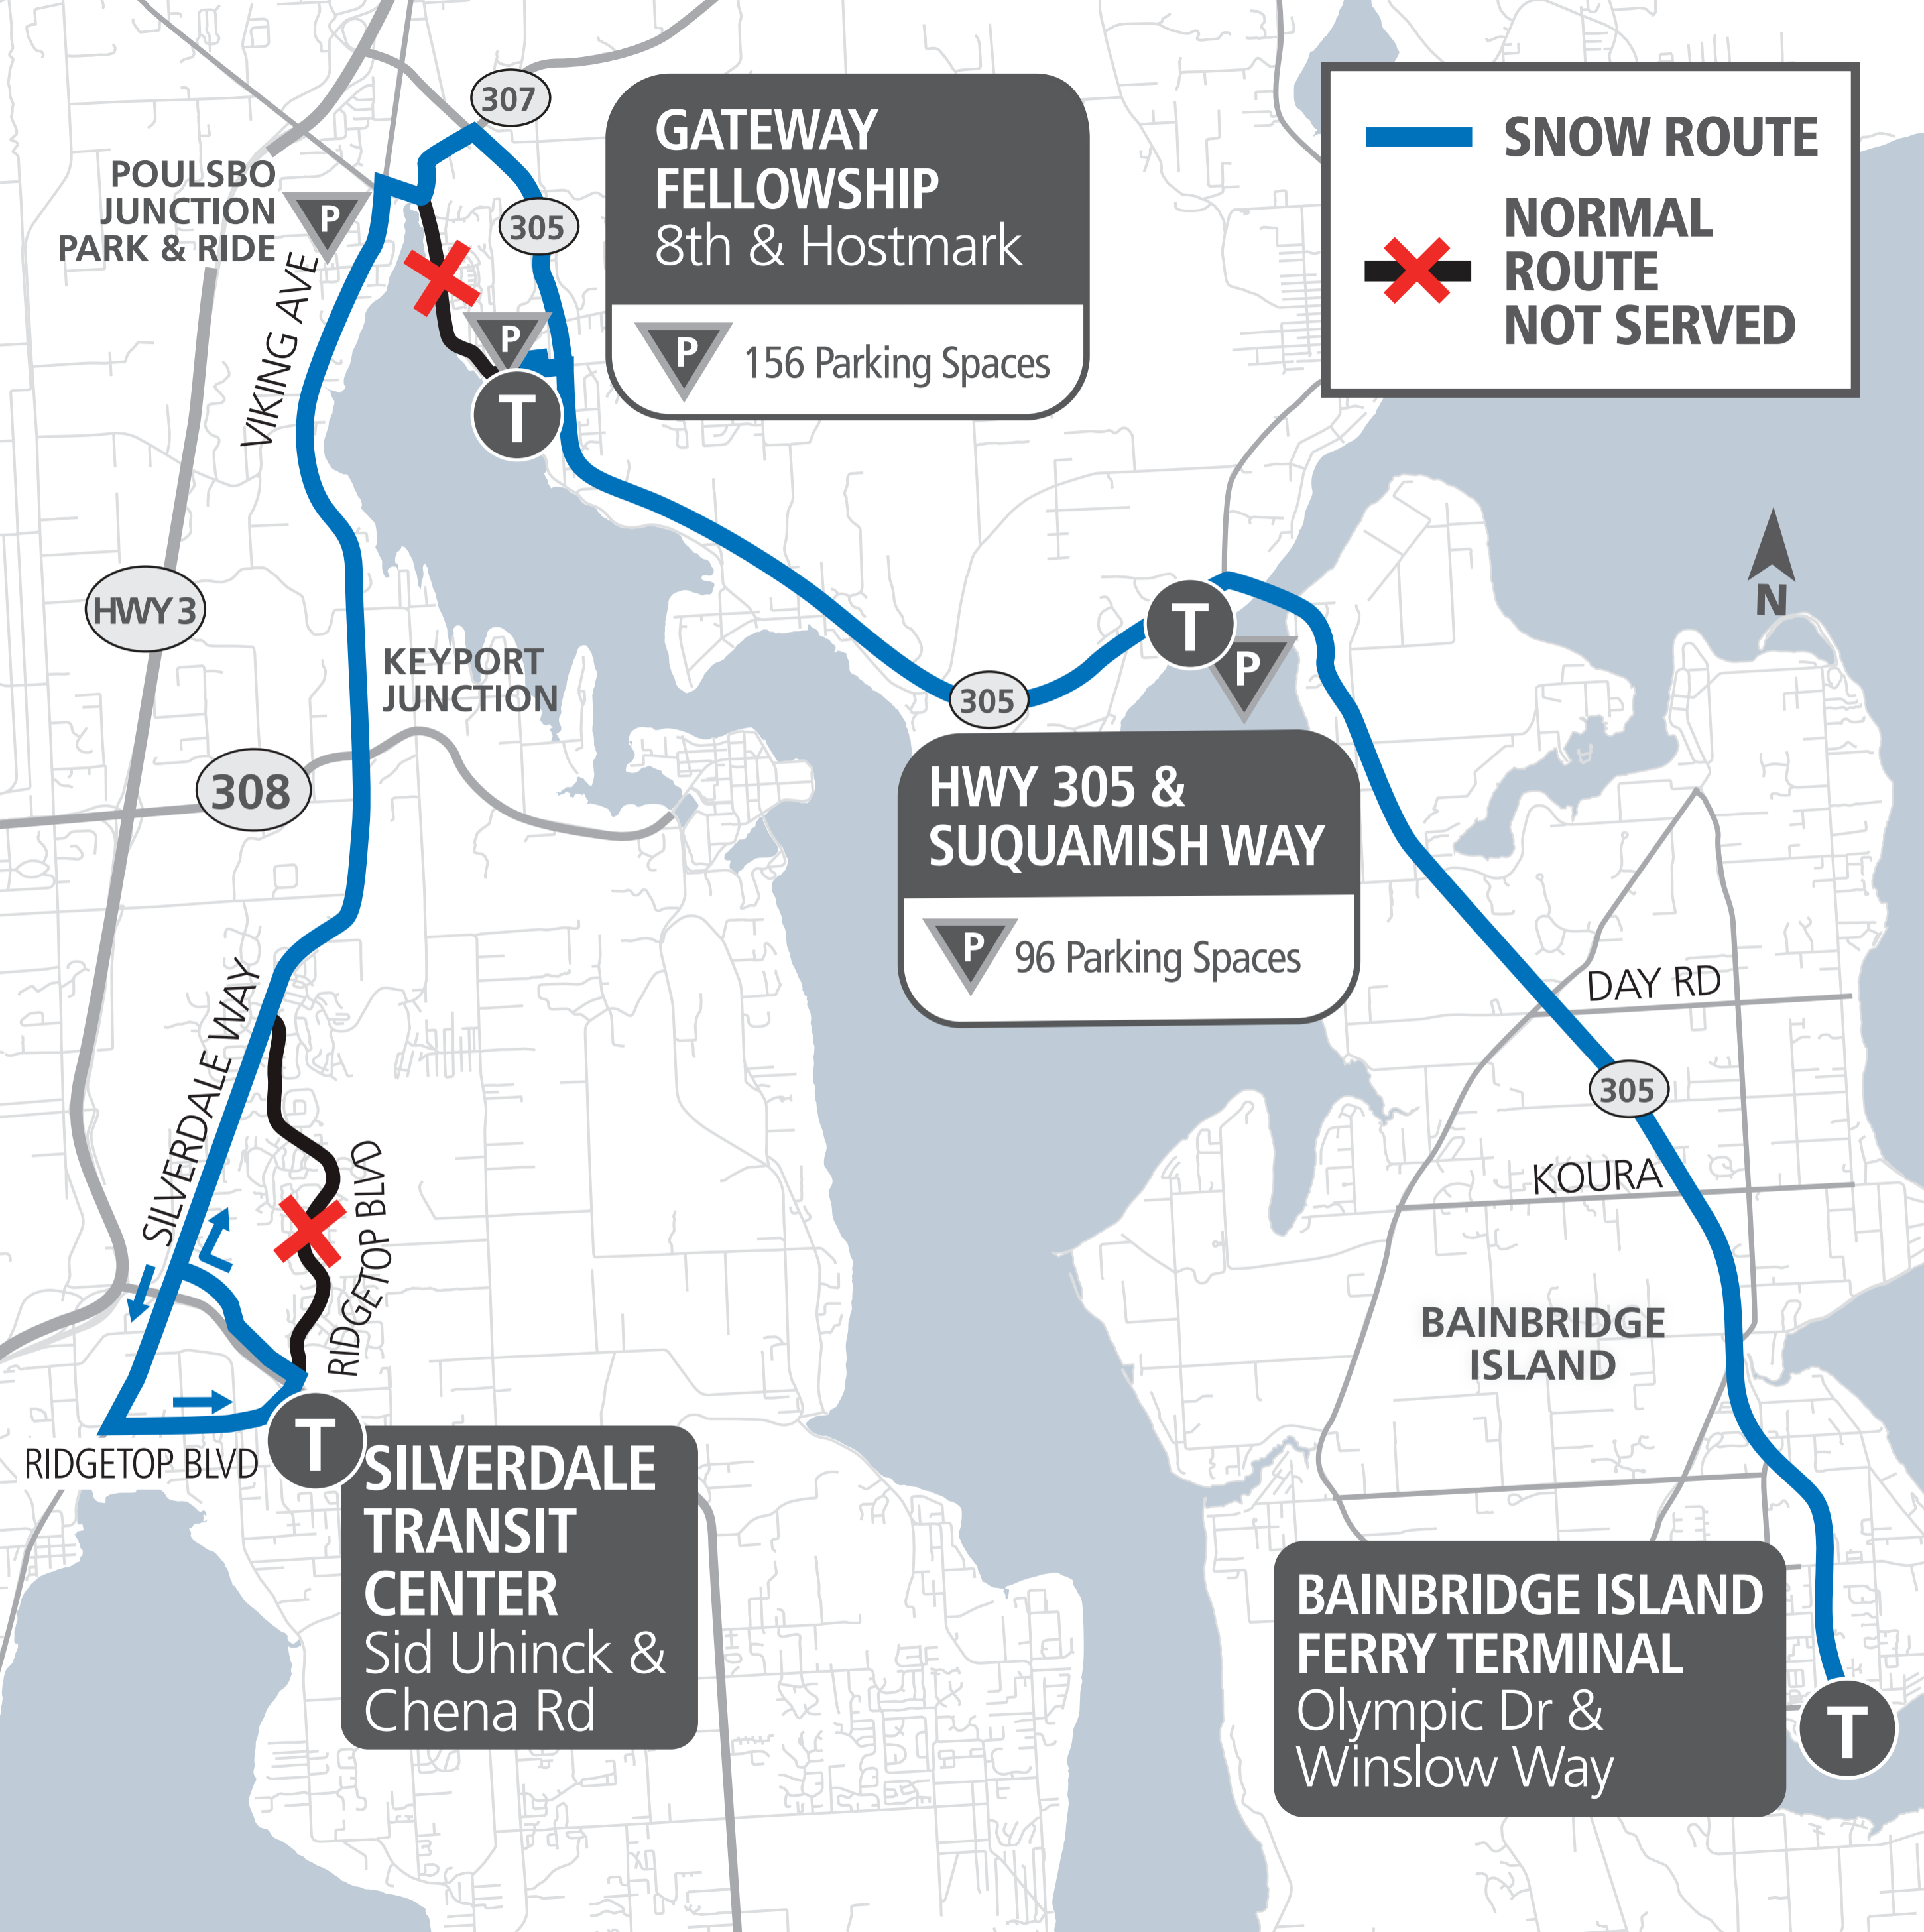 307
GATEWAY
FELLOWSHIP
8th & Hostmark
P
156 Parking Spaces
SNOW ROUTE
NORMAL
ROUTE
NOT SERVED
POULSBO
JUNCTION
PARK & RIDE
P
305
VIKING AVE
P
T
HWY 3
N
T
P
KEYPORT
JUNCTION
305
308
HWY 305 &
SUQUAMISH WAY
P
96 Parking Spaces
DAY RD
305
SILVERDALE WAY
KOURA
RIDGETOP BLVD
BAINBRIDGE
ISLAND
RIDGETOP BLVD
T
SILVERDALE
TRANSIT
CENTER
Sid Uhinck &
Chena Rd
BAINBRIDGE ISLAND
FERRY TERMINAL
Olympic Dr &
Winslow Way
T